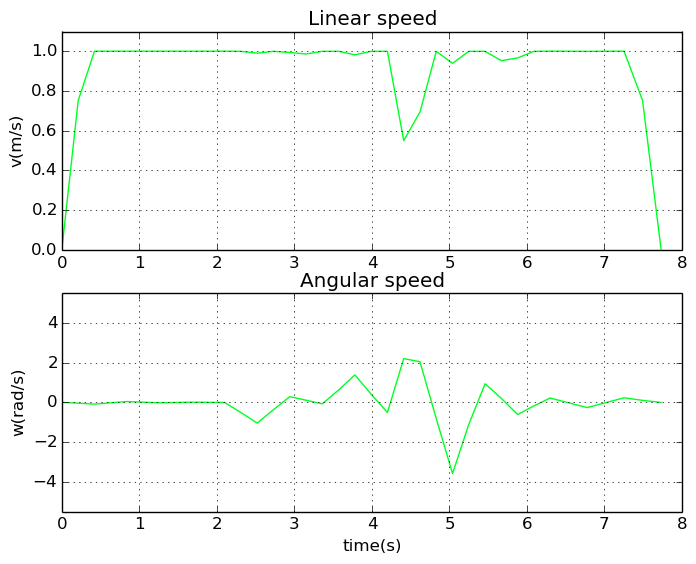 Linear speed
v(m/s)
1.0
0.8
0.6
0.4
0.2
0.0
0 1 2 3 4 5 6 7 8
Angular speed
w(rad/s)
4
2
0
−2
−4
0 1 2 3 4 5 6 7 8
time(s)